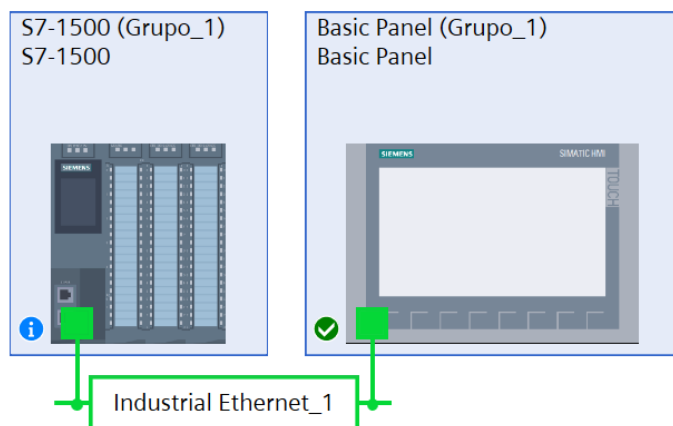 S7-1500 (Grupo_1)
S7-1500
Basic Panel (Grupo_1)
Basic Panel
SIEMENS
SIEMENS
SIMATIC HMI
TOUCH
Industrial Ethernet_1